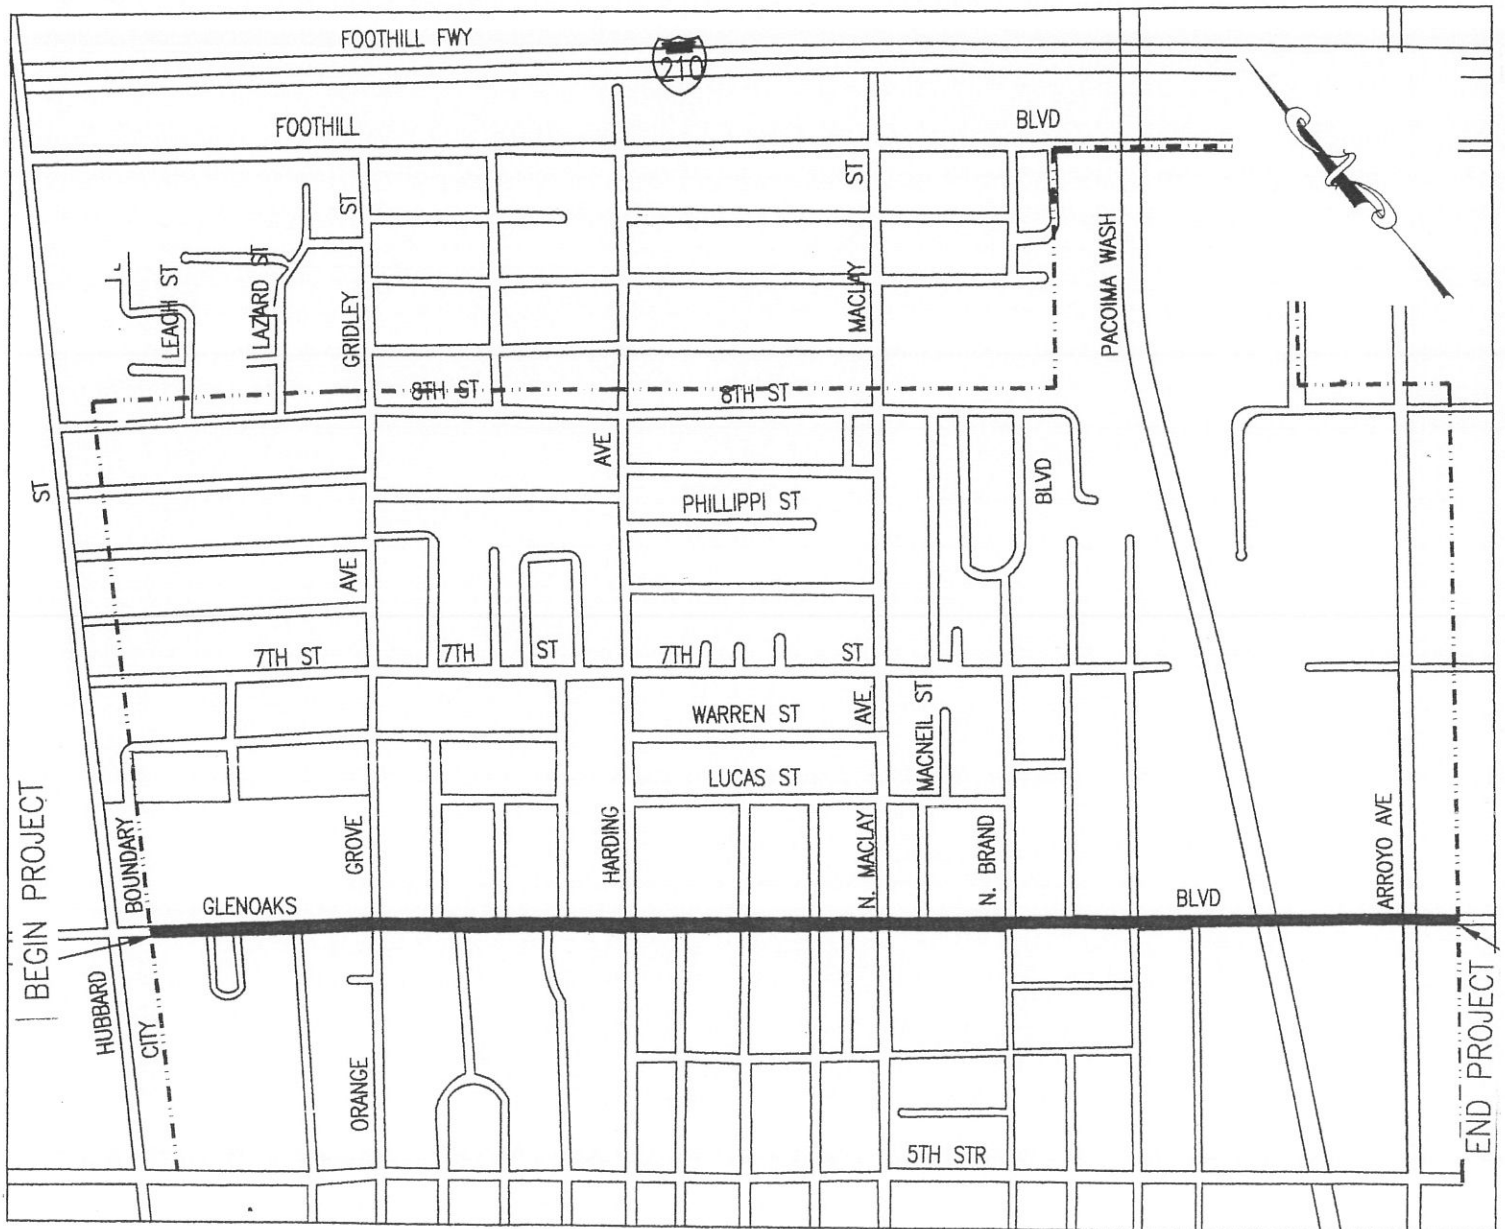 FOOTHILL FWY
210
FOOTHILL
BLVD
ST
ST
LEACH ST
LAZARD ST
GRIDLEY
MACLAY
PACOIMA WASH
8TH ST
8TH ST
ST
AVE
BLVD
PHILLIPPI ST
AVE
7TH ST
7TH
ST
7TH
ST
WARREN ST
AVE
MACNEIL ST
LUCAS ST
BEGIN PROJECT
BOUNDARY
GROVE
HARDING
N. MACLAY
N. BRAND
ARROYO AVE
GLENOAKS
BLVD
HUBBARD
CITY
ORANGE
5TH STR
END PROJECT